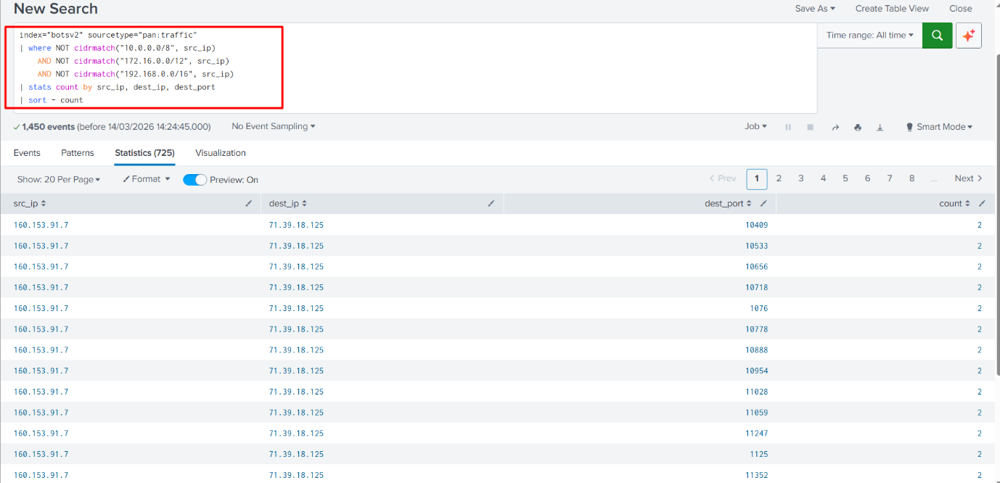 New Search
Save As Create Table View Close
index="botsv2" sourcetype="pan:traffic"
| where NOT cidrmatch("10.0.0.0/8", src_ip)
AND NOT cidrmatch("172.16.0.0/12", src_ip)
AND NOT cidrmatch("192.168.0.0/16", src_ip)
| stats count by src_ip, dest_ip, dest_port
| sort - count
Time range: All time
1,450 events (before 14/03/2026 14:24:45.000) No Event Sampling Job Smart Mode
Events Patterns Statistics (725) Visualization
Show: 20 Per Page Format Preview: On < Prev 1 2 3 4 5 6 7 8 ... Next >
src_ip dest_ip dest_port count
160.153.91.7 71.39.18.125 10409 2
160.153.91.7 71.39.18.125 10533 2
160.153.91.7 71.39.18.125 10656 2
160.153.91.7 71.39.18.125 10718 2
160.153.91.7 71.39.18.125 1076 2
160.153.91.7 71.39.18.125 10778 2
160.153.91.7 71.39.18.125 10888 2
160.153.91.7 71.39.18.125 10954 2
160.153.91.7 71.39.18.125 11028 2
160.153.91.7 71.39.18.125 11059 2
160.153.91.7 71.39.18.125 11247 2
160.153.91.7 71.39.18.125 1125 2
160.153.91.7 71.39.18.125 11352 2